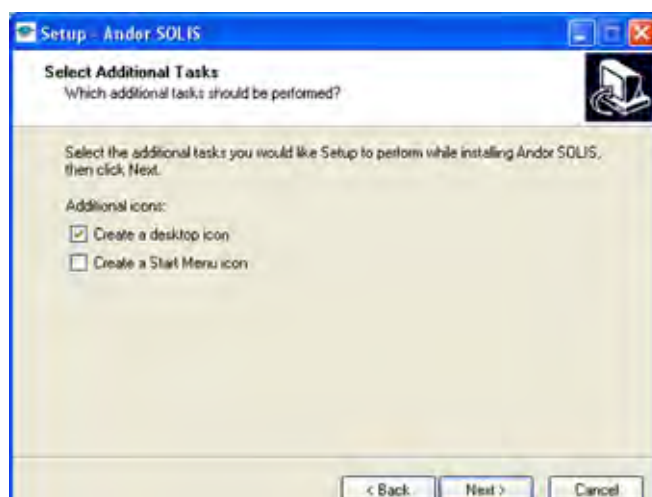 Setup - Andor SOLIS
Select Additional Tasks
Which additional tasks should be performed?
Select the additional tasks you would like Setup to perform while installing Andor SOLIS,
then click Next.
Additional icons:
Create a desktop icon
Create a Start Menu icon
< Back Next > Cancel